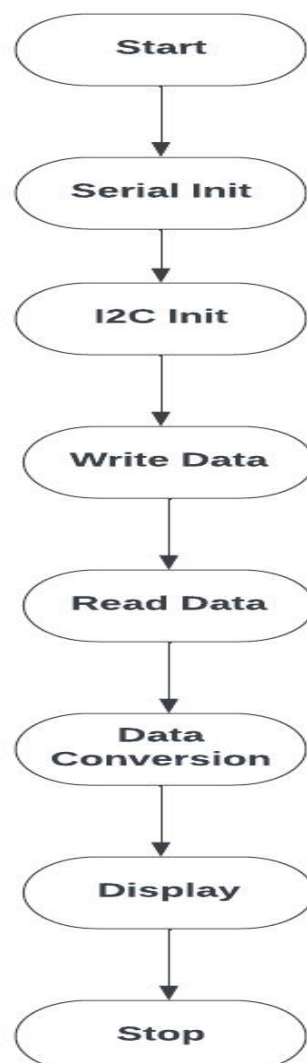 Start
Serial Init
I2C Init
Write Data
Read Data
Data
Conversion
Display
Stop